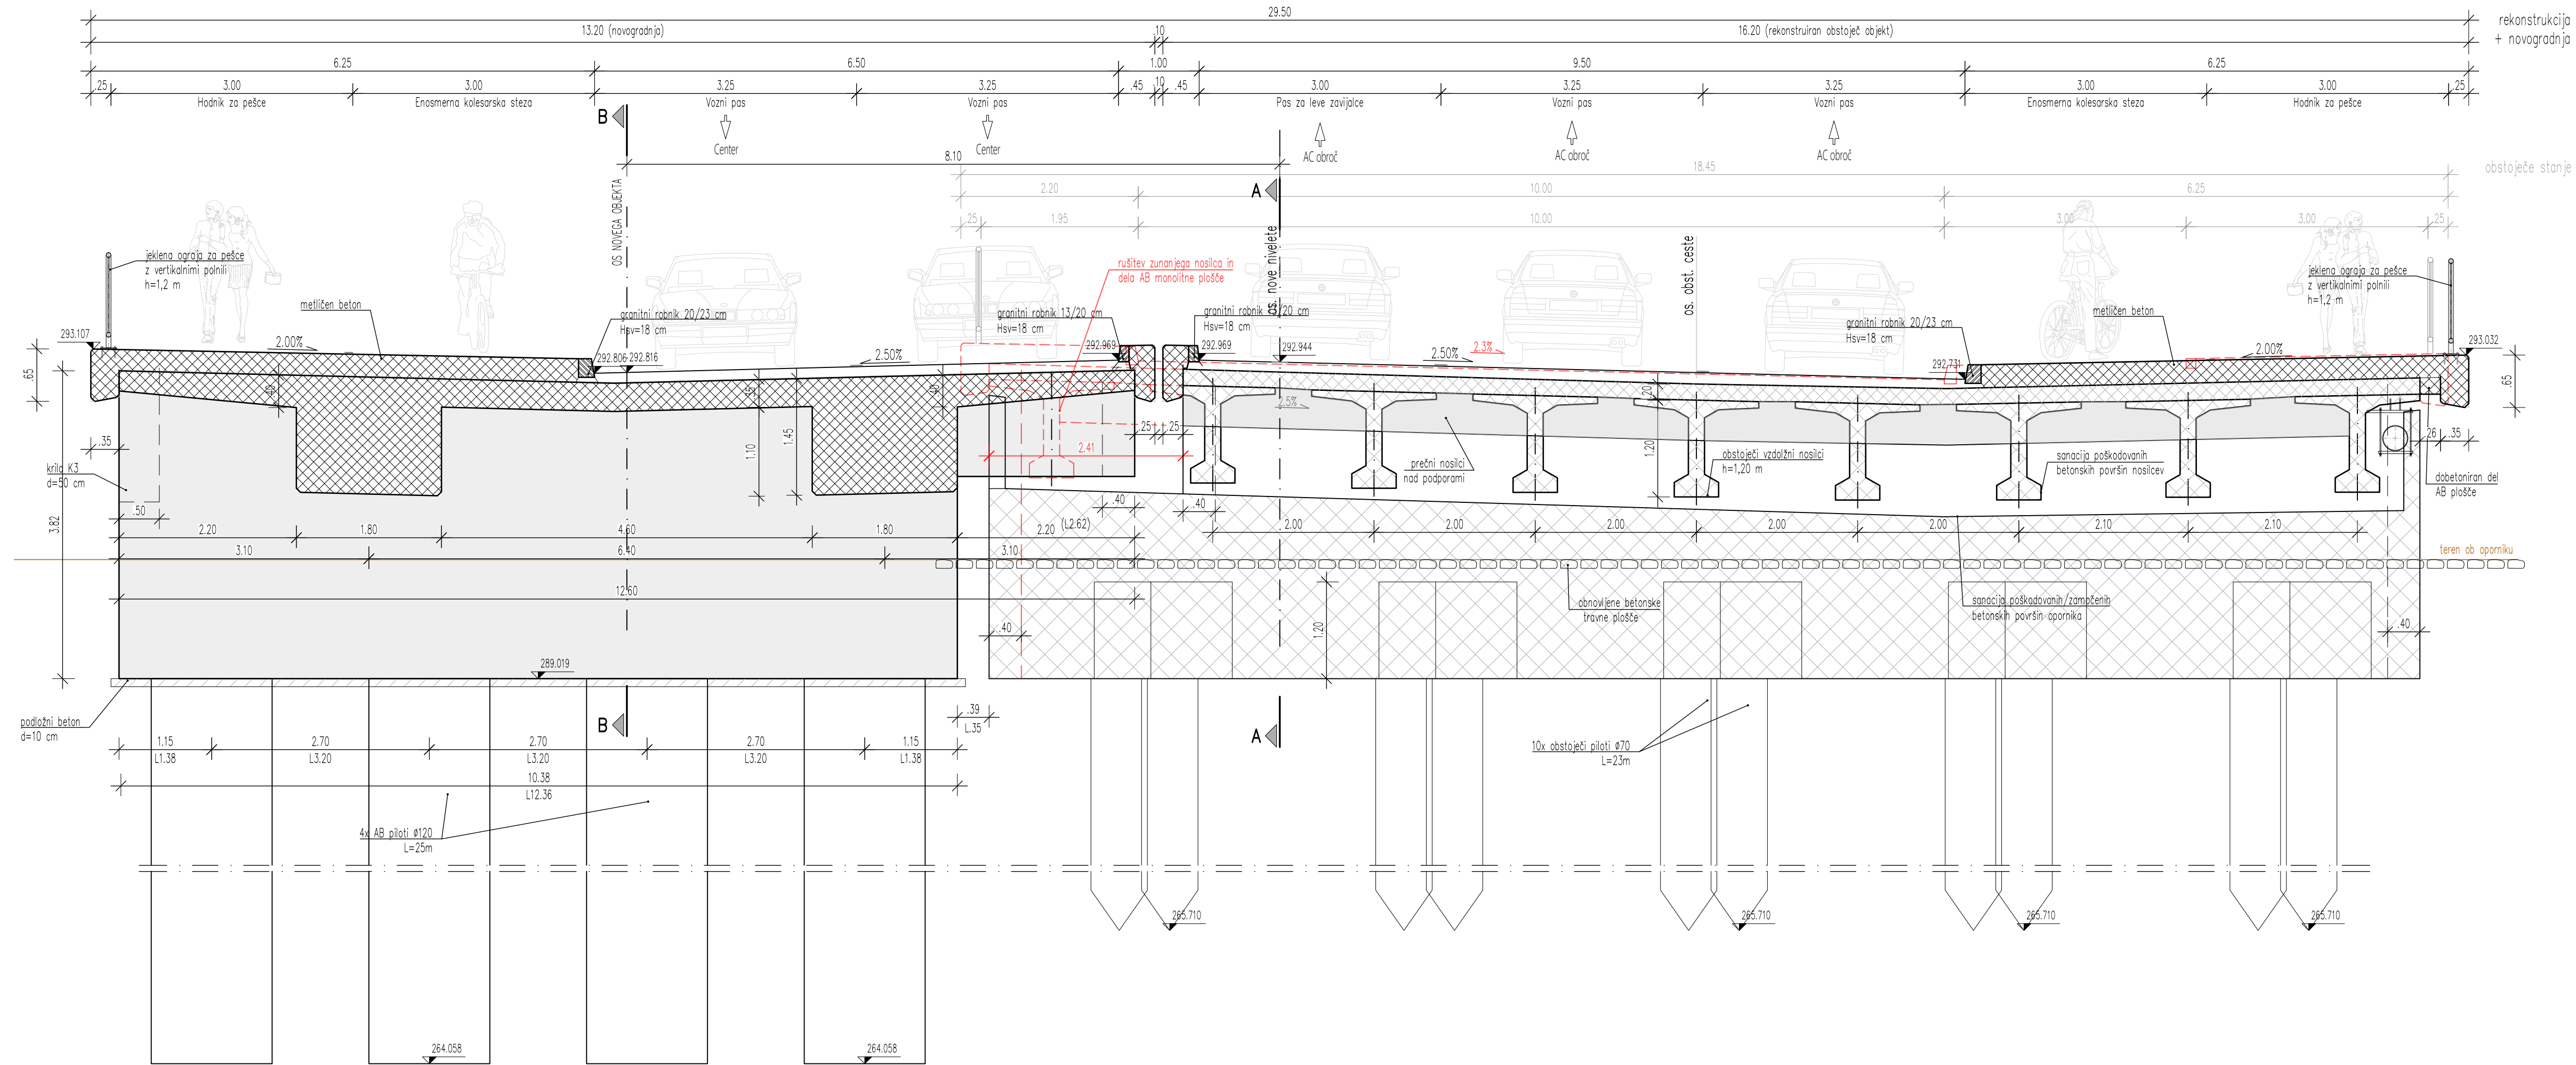 29.50
rekonstrukcija
+ novogradnja
13.20 (novogradnja)
.10
16.20 (rekonstruiran obstoječ objekt)
6.25
6.50
1.00
9.50
6.25
.25
3.00
3.00
3.25
3.25
.45
.10
.45
3.00
3.25
3.25
3.00
3.00
.25
Hodnik za pešce
Enosmerna kolesarska steza
Vozni pas
Vozni pas
Pas za leve zavijalce
Vozni pas
Vozni pas
Enosmerna kolesarska steza
Hodnik za pešce
B
Center
Center
AC obroč
AC obroč
AC obroč
8.10
18.45
obstoječe stanje
A
2.20
10.00
6.25
.25
1.95
10.00
3.00
3.00
.25
OS NOVEGA OBJEKTA
os. nove nivelete
os. obst. ceste
jeklena ograja za pešce
z vertikalnimi polnili
h=1,2 m
rušitev zunanjega nosilca in
dela AB monolitne plošče
jeklena ograja za pešce
z vertikalnimi polnili
h=1,2 m
metličen beton
granitni robnik 20/23 cm
Hsv=18 cm
granitni robnik 13/20 cm
Hsv=18 cm
granitni robnik 13/20 cm
Hsv=18 cm
granitni robnik 20/23 cm
Hsv=18 cm
metličen beton
293.107
2.00%
292.806
292.816
2.50%
292.969
292.969
292.944
2.50%
2.3%
292.731
2.00%
293.032
.65
.40
.35
.40
.20
.65
2.5%
.35
1.10
1.45
.25
.25
2.41
1.20
.26
.35
krila K3
d=50 cm
prečni nosilci
nad podporami
obstoječi vzdolžni nosilci
h=1,20 m
sanacija poškodovanih
betonskih površin nosilcev
dobetoniran del
AB plošče
3.82
.50
.40
.40
2.20
1.80
4.60
1.80
2.20
(L2.62)
2.00
2.00
2.00
2.00
2.00
2.10
2.10
3.10
6.40
3.10
teren ob oporniku
12.60
obnovljene betonske
travne plošče
sanacija poškodovanih/zamočenih
betonskih površin opornika
.40
1.20
.40
289.019
podložni beton
d=10 cm
B
.39
L.35
A
1.15
2.70
2.70
2.70
1.15
L1.38
L3.20
L3.20
L3.20
L1.38
10x obstoječi piloti ø70
L=23m
10.38
L12.36
4x AB piloti ø120
L=25m
265.710
265.710
265.710
265.710
264.058
264.058